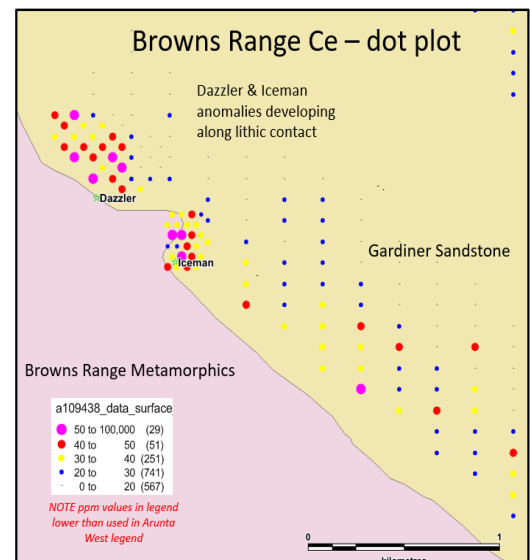 Browns Range Ce – dot plot
Dazzler & Iceman
anomalies developing
along lithic contact
Dazzler
Iceman
Gardiner Sandstone
Browns Range Metamorphics
a109438_data_surface
50 to 100,000 (29)
40 to 50 (51)
30 to 40 (251)
20 to 30 (741)
0 to 20 (567)
NOTE ppm values in legend
lower than used in Arunta
West legend
0 1
kilometres